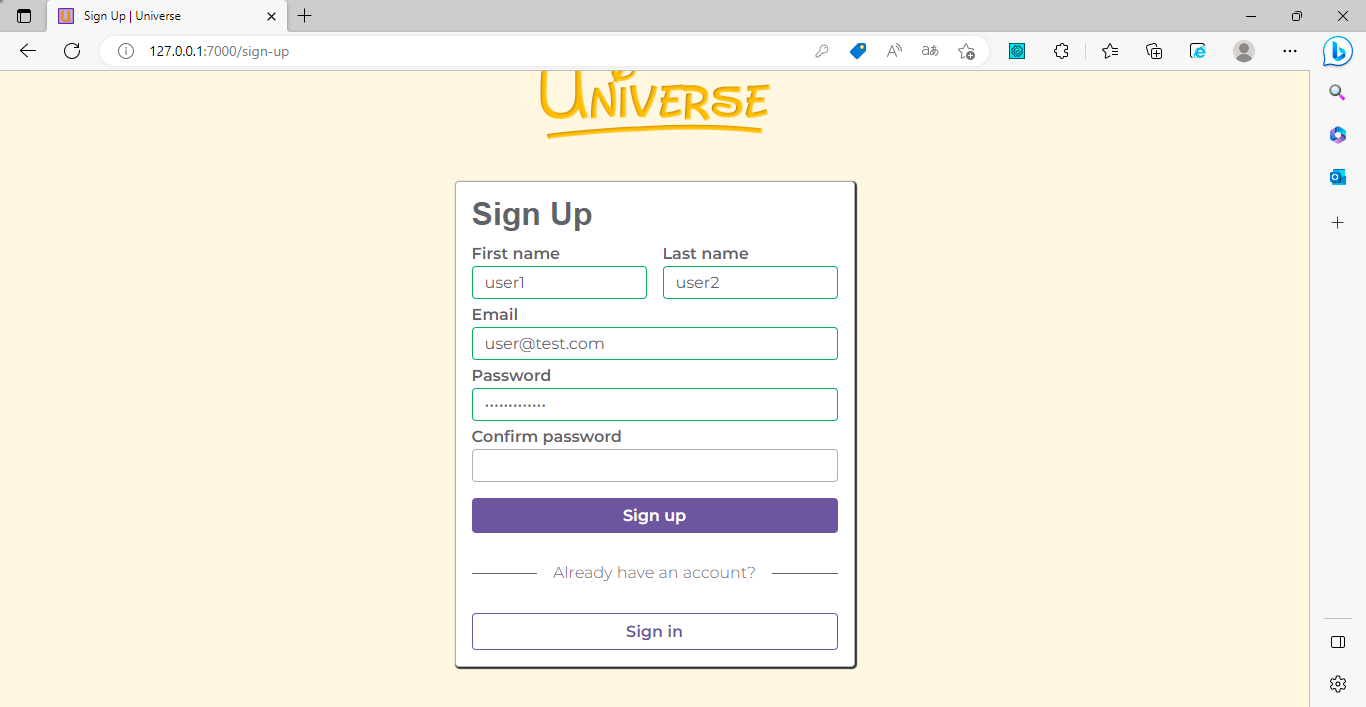 Sign Up | Universe
127.0.0.1:7000/sign-up
UNIVERSE
Sign Up
First name Last name
user1 user2
Email
user@test.com
Password
•••••••••••••
Confirm password
Sign up
Already have an account?
Sign in